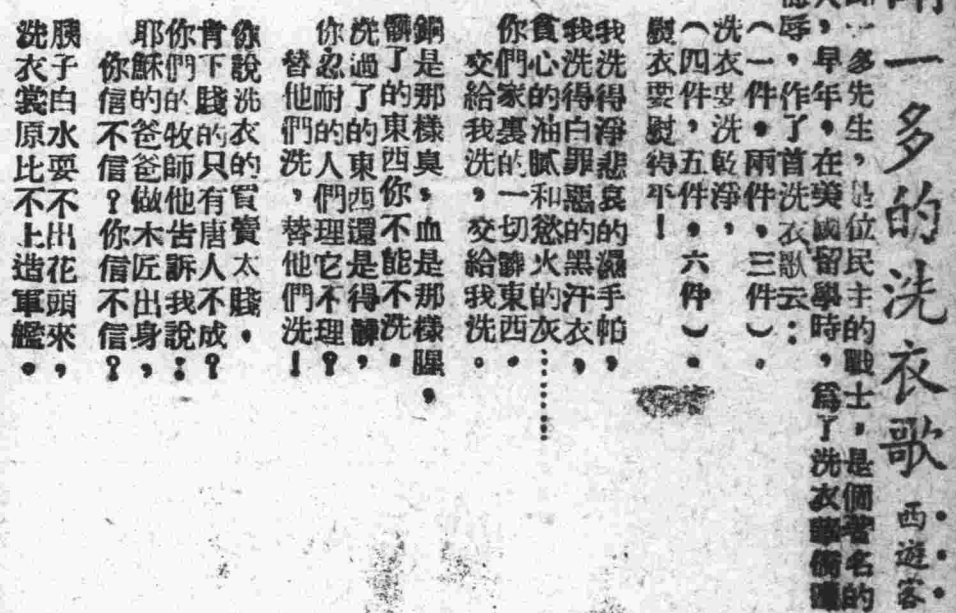 一多的洗衣歌 西遊客
一多先生，是位民主的戰士，是個著名的
人，早年，在美國留學時，爲了洗衣
辱，作了首洗衣歌云：
（一件，兩件，三件）。
洗衣要洗乾淨，
（四件，五件，六件）。
熨衣要熨得平！
我洗得淨悲哀的濕手帕，
我洗得白罪惡的黑汗衣，
貪心的油膩和慾火的灰………
你們家裏的一切髒東西。
交給我洗，交給我洗。
銅是那樣臭，血是那樣腥，
髒了的東西你不能不洗。
洗過了的東西還是得髒，
你忍耐的人們理它不理？
替他們洗，替他們洗！
你說洗衣的買賣太賤，
肯下賤的只有唐人不成？
你們的牧師他告訴我說：
耶穌的爸爸做木匠出身，
你信不信？你信不信？
胰子白水要不出花頭來，
洗衣裳原比不上造軍艦。